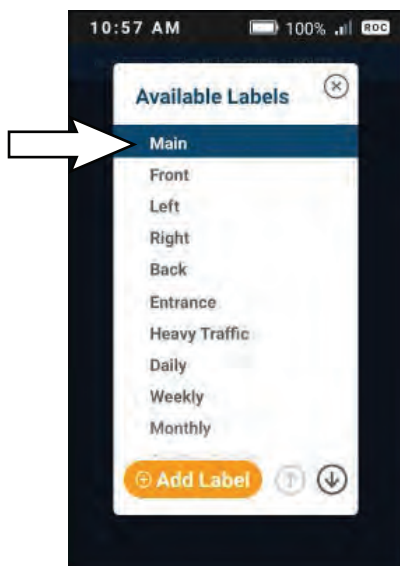 10:57 AM 100% ROC
Available Labels
Main
Front
Left
Right
Back
Entrance
Heavy Traffic
Daily
Weekly
Monthly
Add Label